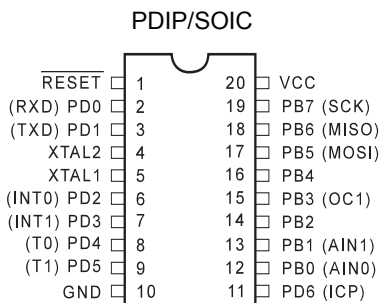 PDIP/SOIC
RESET 1 20 VCC
(RXD) PD0 2 19 PB7 (SCK)
(TXD) PD1 3 18 PB6 (MISO)
XTAL2 4 17 PB5 (MOSI)
XTAL1 5 16 PB4
(INT0) PD2 6 15 PB3 (OC1)
(INT1) PD3 7 14 PB2
(T0) PD4 8 13 PB1 (AIN1)
(T1) PD5 9 12 PB0 (AIN0)
GND 10 11 PD6 (ICP)